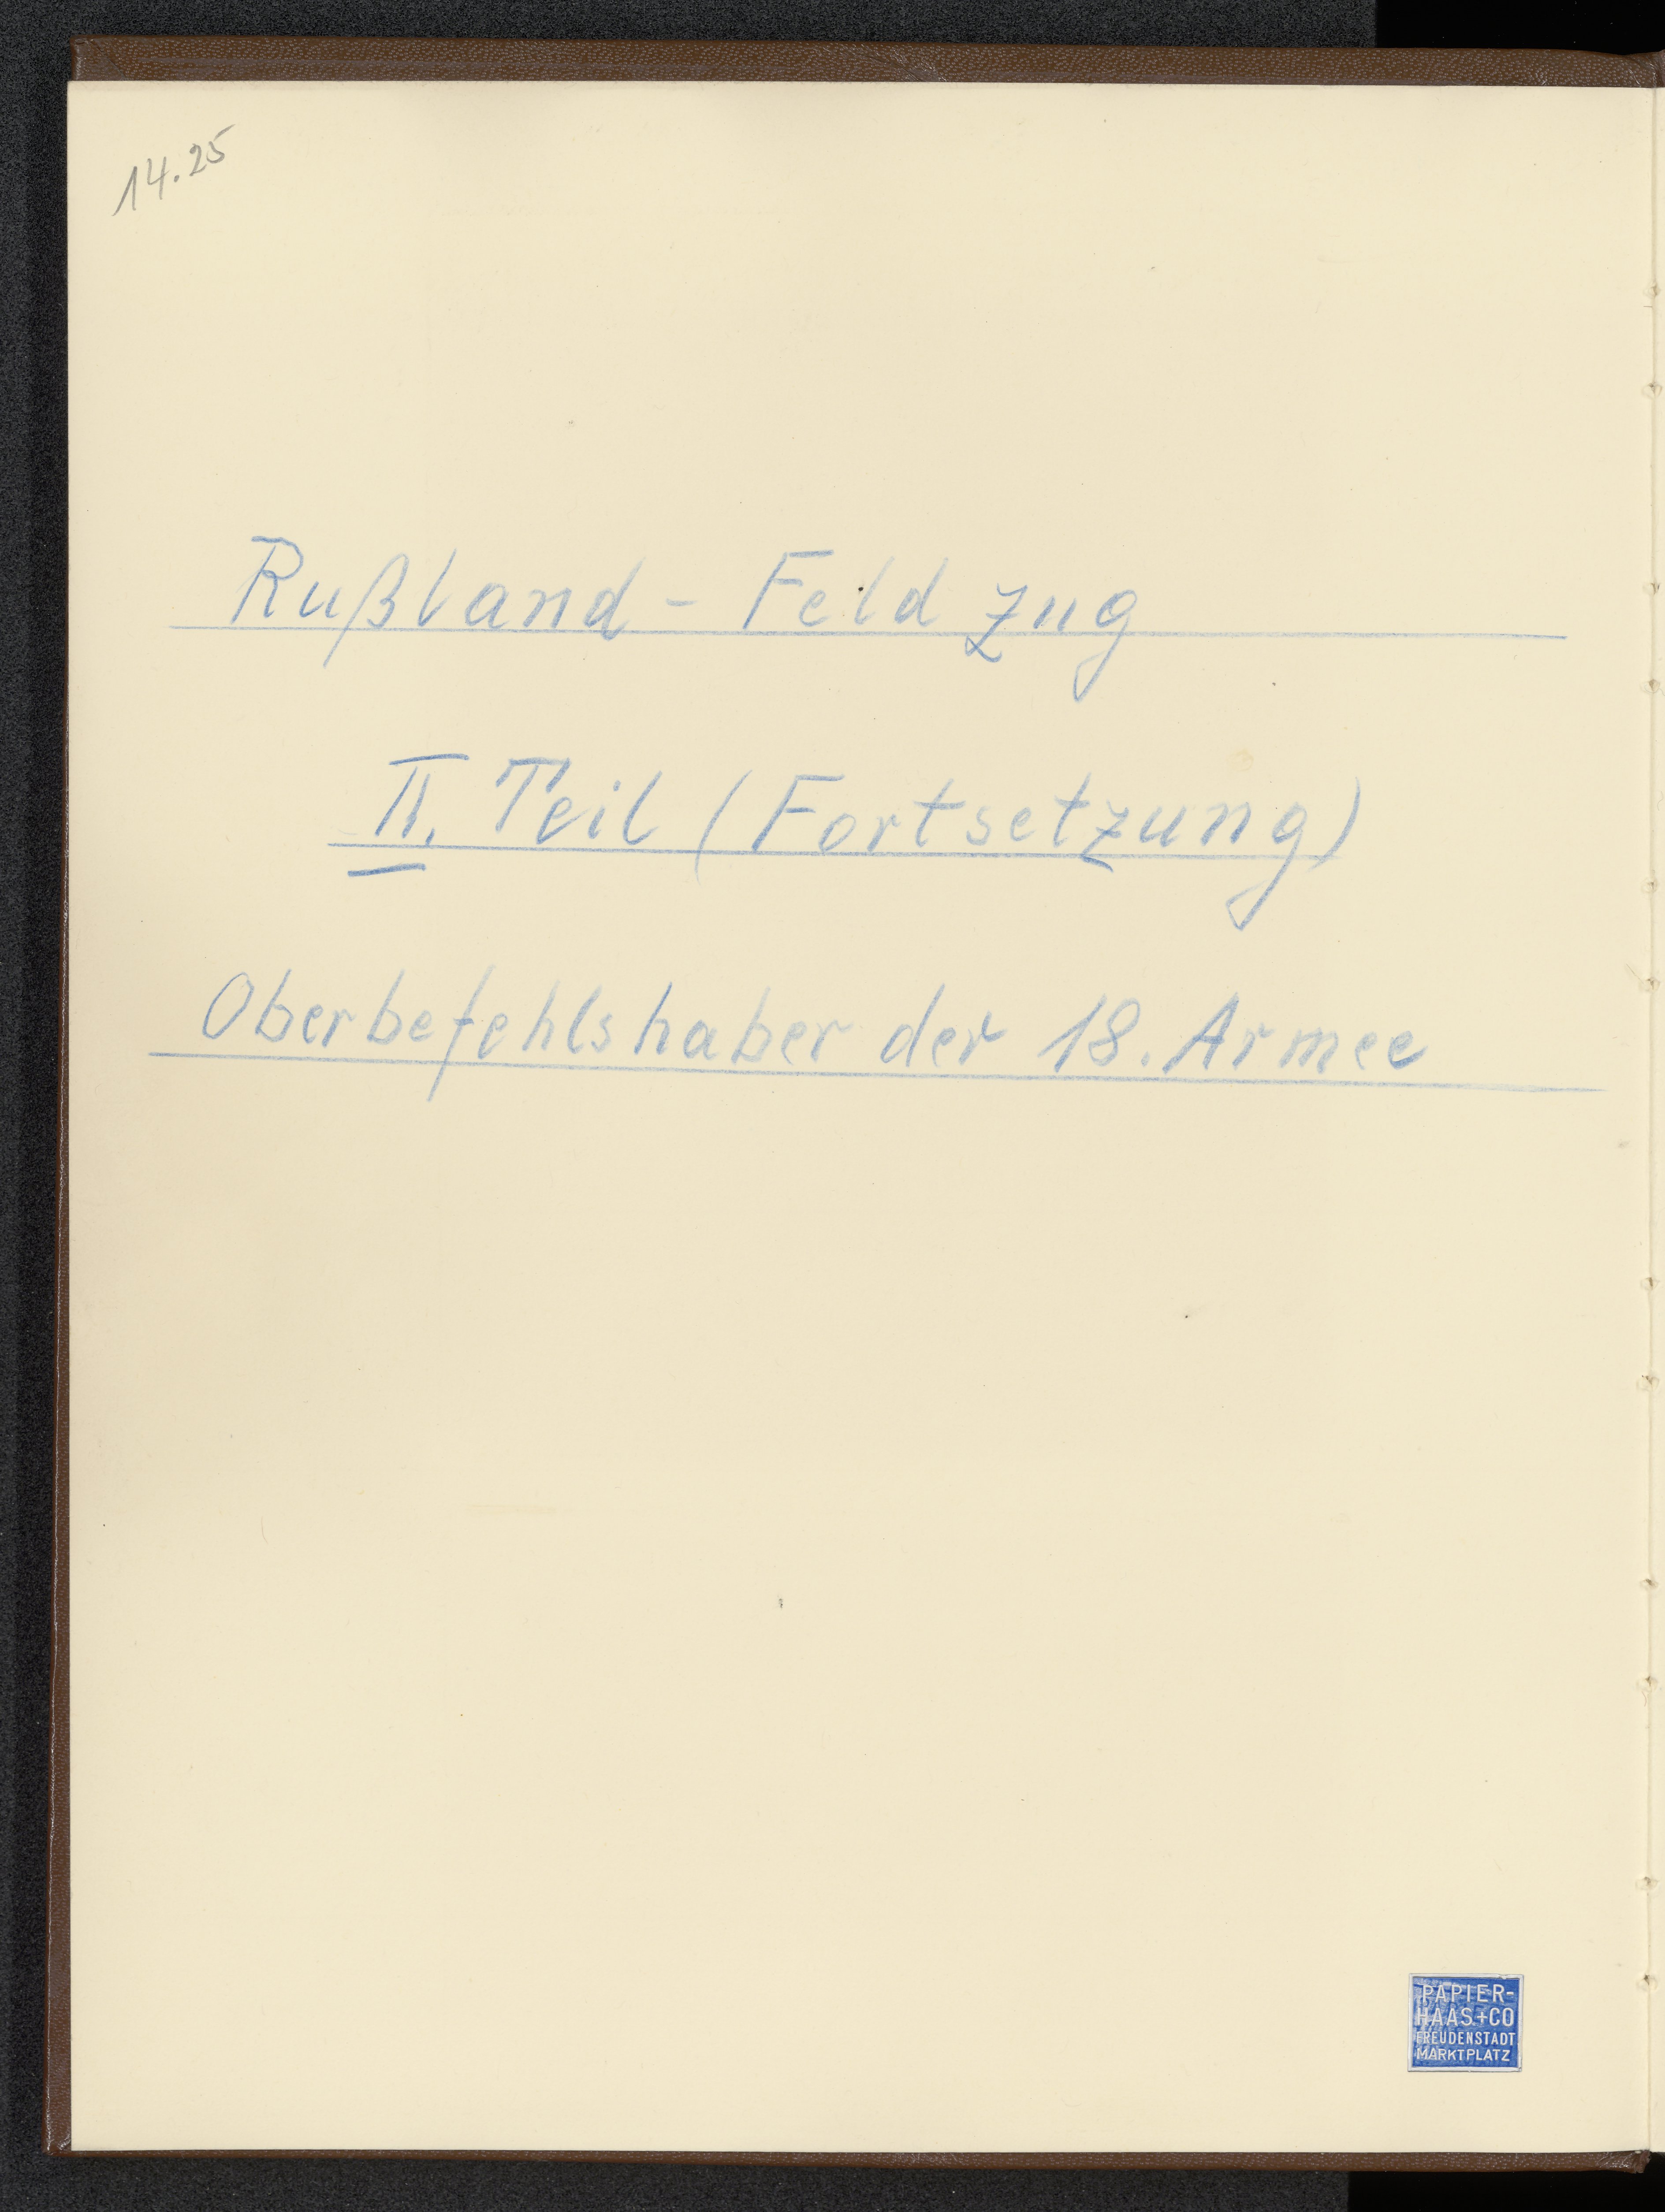 14.25
Rußland - Feldzug
II. Teil (Fortsetzung)
Oberbefehlshaber der 18. Armee
PAPIER-
HAAS+CO
FREUDENSTADT
MARKTPLATZ